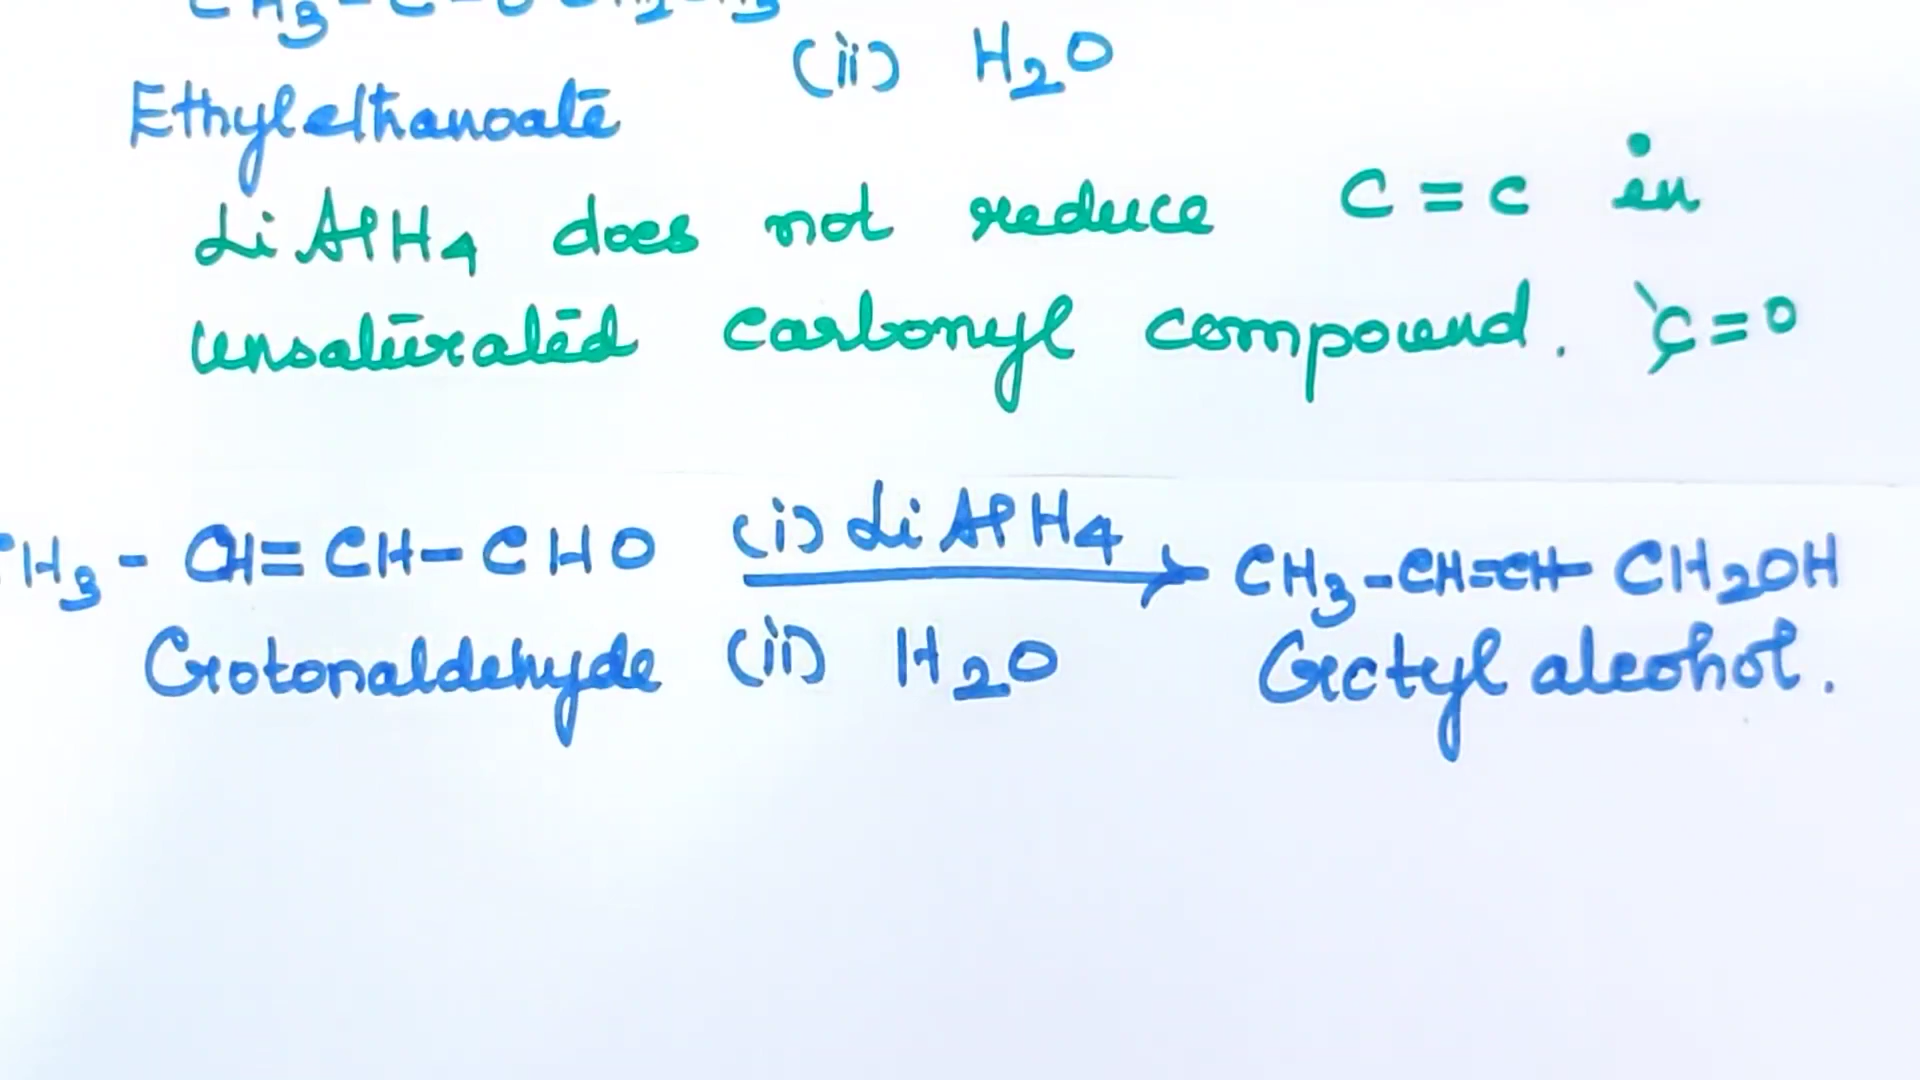 (ii) H₂O
Ethylethanoate
LiAlH₄ does not reduce C=C in
unsaturated carbonyl compound. C=O
CH₃-CH=CH-CHO (i) LiAlH₄ → CH₃-CH=CH-CH₂OH
Crotonaldehyde (ii) H₂O Crctyl alcohol.